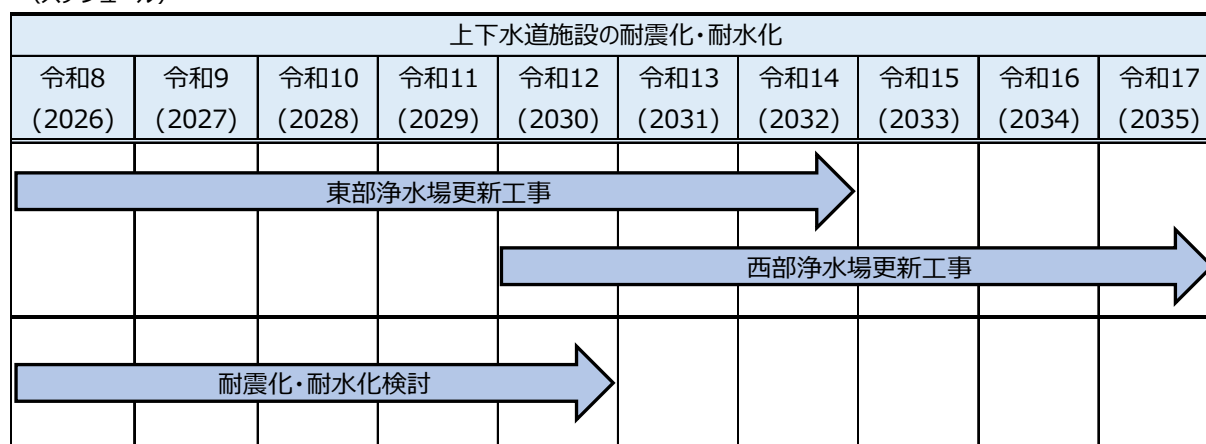 上下水道施設の耐震化・耐水化
令和8 令和9 令和10 令和11 令和12 令和13 令和14 令和15 令和16 令和17
(2026) (2027) (2028) (2029) (2030) (2031) (2032) (2033) (2034) (2035)
東部浄水場更新工事
西部浄水場更新工事
耐震化・耐水化検討